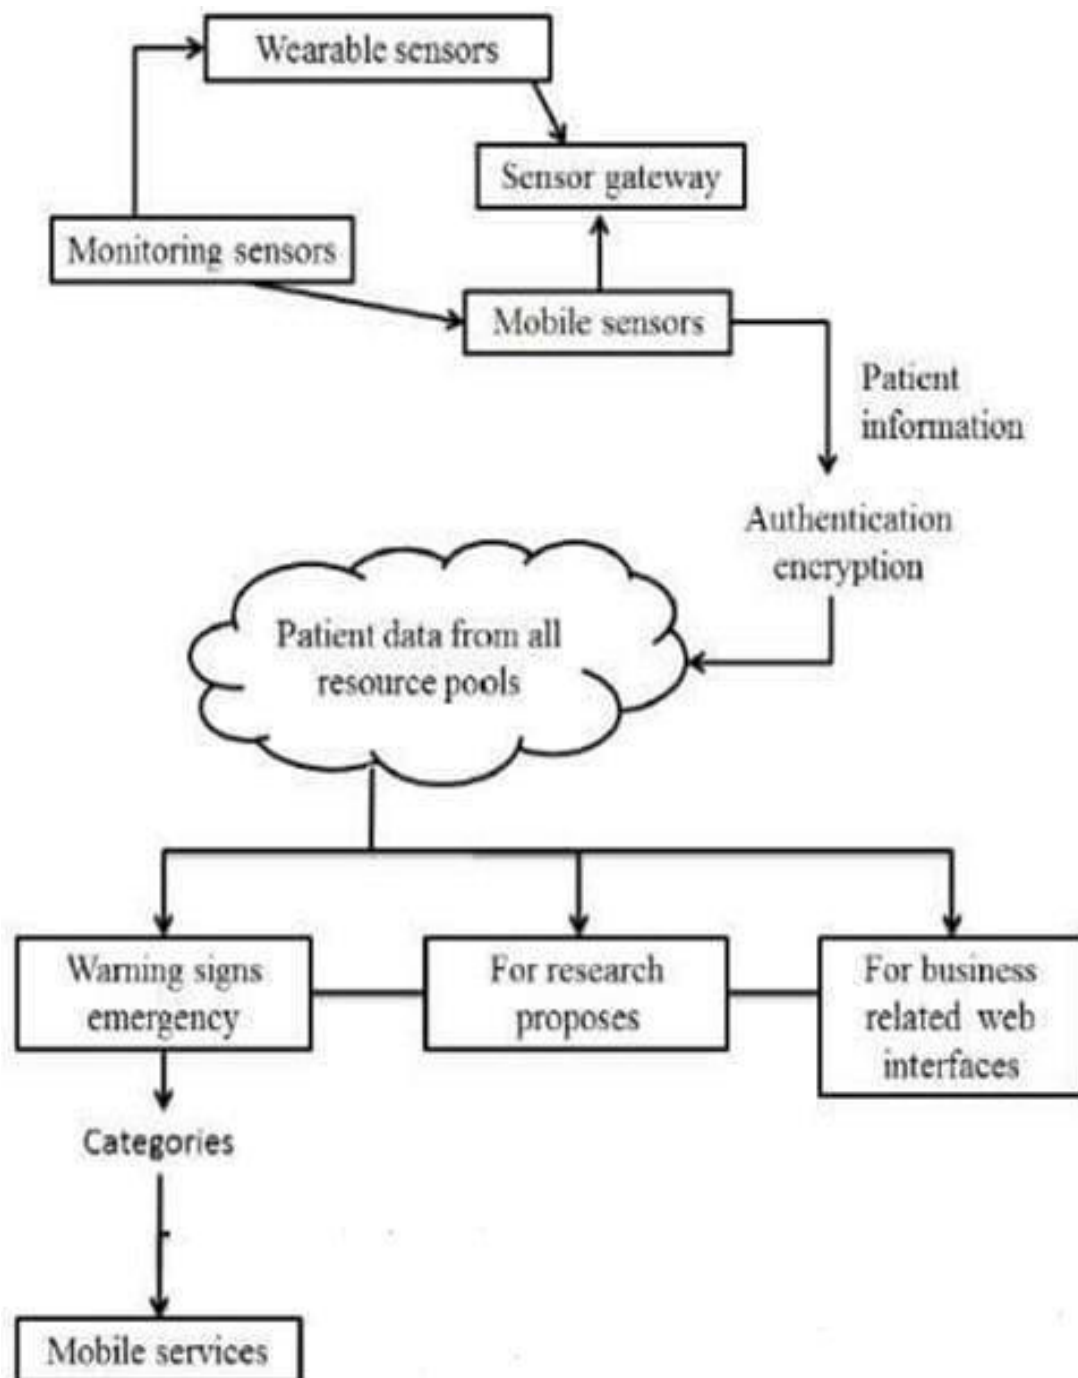 Wearable sensors
Sensor gateway
Monitoring sensors
Mobile sensors
Patient
information
Authentication
encryption
Patient data from all
resource pools
Warning signs
emergency
For research
proposes
For business
related web
interfaces
Categories
Mobile services